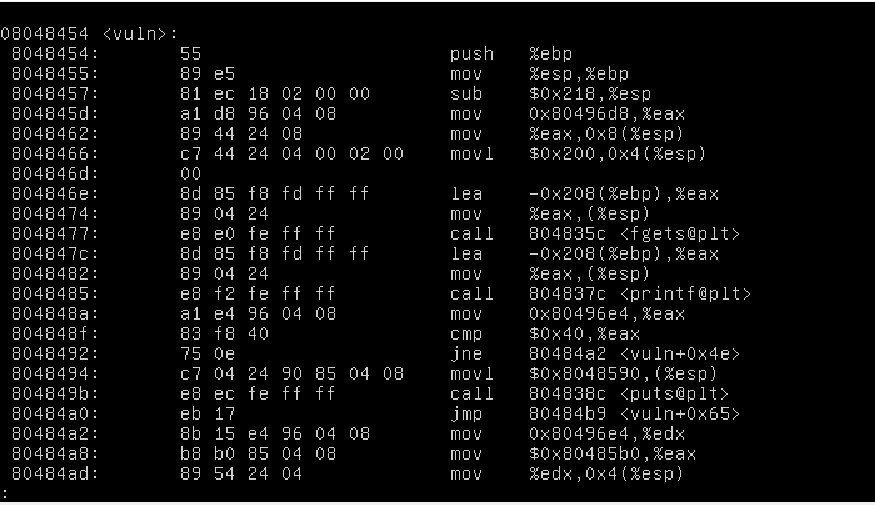 08048454 <vuln>:
8048454: 55 push %ebp
8048455: 89 e5 mov %esp,%ebp
8048457: 81 ec 18 02 00 00 sub $0x218,%esp
804845d: a1 d8 96 04 08 mov 0x80496d8,%eax
8048462: 89 44 24 08 mov %eax,0x8(%esp)
8048466: c7 44 24 04 00 02 00 movl $0x200,0x4(%esp)
804846d: 00
804846e: 8d 85 f8 fd ff ff lea -0x208(%ebp),%eax
8048474: 89 04 24 mov %eax,(%esp)
8048477: e8 e0 fe ff ff call 804835c <fgets@plt>
804847c: 8d 85 f8 fd ff ff lea -0x208(%ebp),%eax
8048482: 89 04 24 mov %eax,(%esp)
8048485: e8 f2 fe ff ff call 804837c <printf@plt>
804848a: a1 e4 96 04 08 mov 0x80496e4,%eax
804848f: 83 f8 40 cmp $0x40,%eax
8048492: 75 0e jne 80484a2 <vuln+0x4e>
8048494: c7 04 24 90 85 04 08 movl $0x8048590,(%esp)
804849b: e8 ec fe ff ff call 804838c <puts@plt>
80484a0: eb 17 jmp 80484b9 <vuln+0x65>
80484a2: 8b 15 e4 96 04 08 mov 0x80496e4,%edx
80484a8: b8 b0 85 04 08 mov $0x80485b0,%eax
80484ad: 89 54 24 04 mov %edx,0x4(%esp)
: